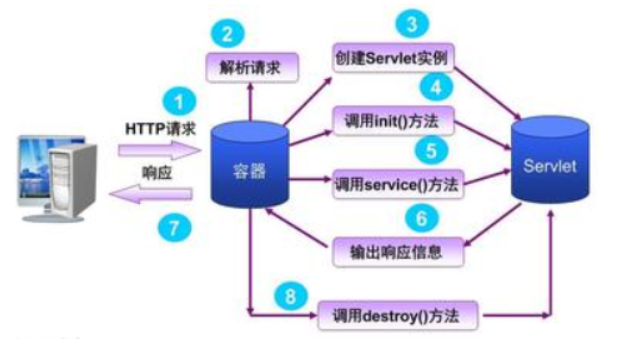 1
HTTP请求
响应
7
2
解析请求
容器
3
创建Servlet实例
4
调用init()方法
5
调用service()方法
6
输出响应信息
8
调用destroy()方法
Servlet